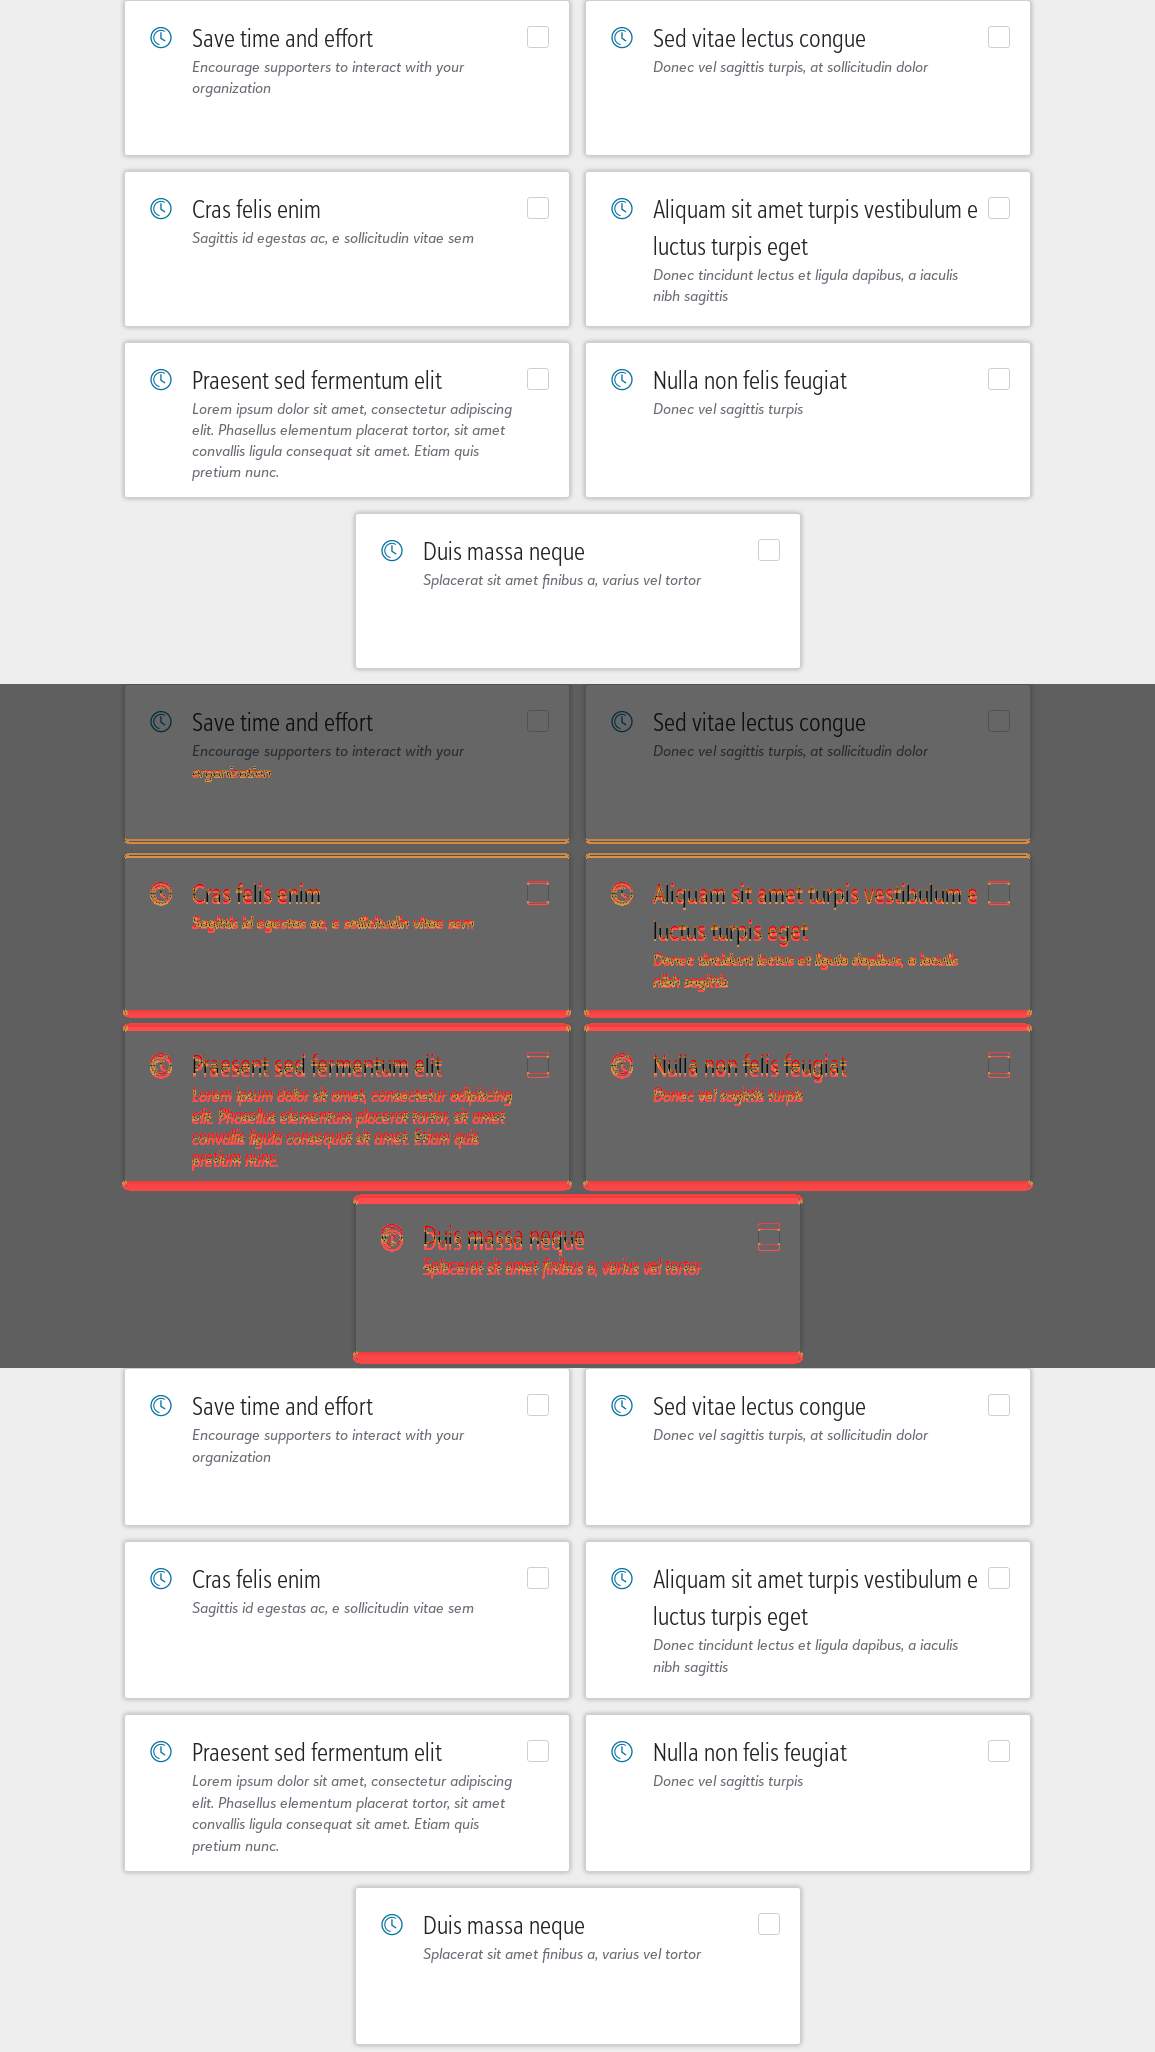 Save time and effort
Encourage supporters to interact with your
organization
Sed vitae lectus congue
Donec vel sagittis turpis, at sollicitudin dolor
Cras felis enim
Sagittis id egestas ac, e sollicitudin vitae sem
Aliquam sit amet turpis vestibulum e
luctus turpis eget
Donec tincidunt lectus et ligula dapibus, a iaculis
nibh sagittis
Praesent sed fermentum elit
Lorem ipsum dolor sit amet, consectetur adipiscing
elit. Phasellus elementum placerat tortor, sit amet
convallis ligula consequat sit amet. Etiam quis
pretium nunc.
Nulla non felis feugiat
Donec vel sagittis turpis
Duis massa neque
Splacerat sit amet finibus a, varius vel tortor
Save time and effort
Encourage supporters to interact with your
organization
Sed vitae lectus congue
Donec vel sagittis turpis, at sollicitudin dolor
Cras felis enim
Sagittis id egestas ac, e sollicitudin vitae sem
Aliquam sit amet turpis vestibulum e
luctus turpis eget
Donec tincidunt lectus et ligula dapibus, a iaculis
nibh sagittis
Praesent sed fermentum elit
Lorem ipsum dolor sit amet, consectetur adipiscing
elit. Phasellus elementum placerat tortor, sit amet
convallis ligula consequat sit amet. Etiam quis
pretium nunc.
Nulla non felis feugiat
Donec vel sagittis turpis
Duis massa neque
Splacerat sit amet finibus a, varius vel tortor
Save time and effort
Encourage supporters to interact with your
organization
Sed vitae lectus congue
Donec vel sagittis turpis, at sollicitudin dolor
Cras felis enim
Sagittis id egestas ac, e sollicitudin vitae sem
Aliquam sit amet turpis vestibulum e
luctus turpis eget
Donec tincidunt lectus et ligula dapibus, a iaculis
nibh sagittis
Praesent sed fermentum elit
Lorem ipsum dolor sit amet, consectetur adipiscing
elit. Phasellus elementum placerat tortor, sit amet
convallis ligula consequat sit amet. Etiam quis
pretium nunc.
Nulla non felis feugiat
Donec vel sagittis turpis
Duis massa neque
Splacerat sit amet finibus a, varius vel tortor